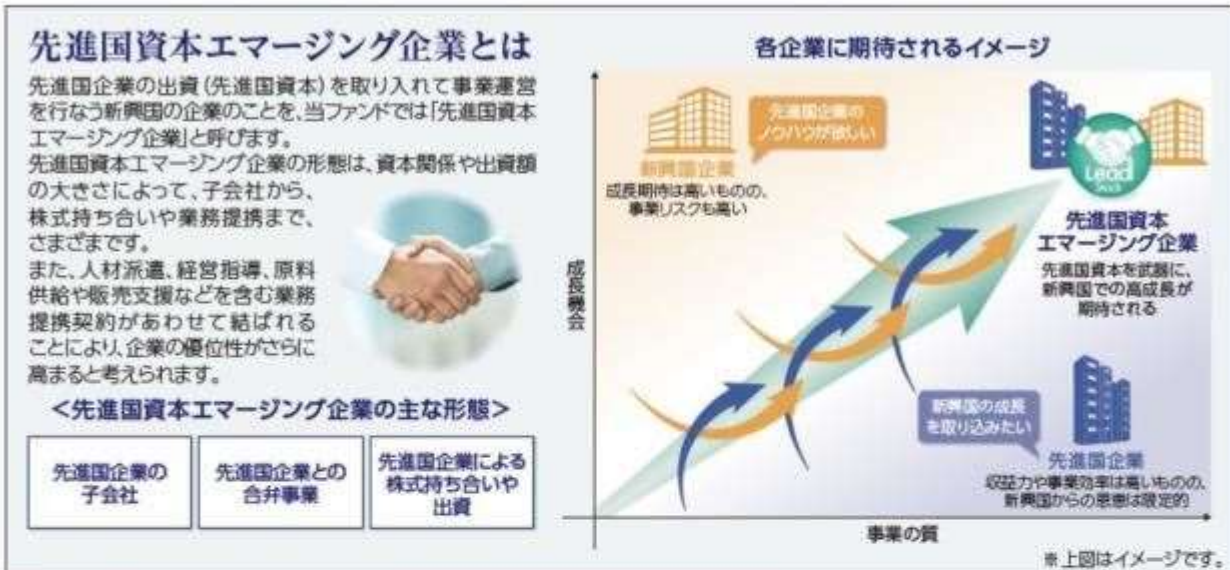 先進国資本エマージング企業とは
先進国企業の出資(先進国資本)を取り入れて事業運営
を行なう新興国の企業のことを、当ファンドでは「先進国資本
エマージング企業」と呼びます。
先進国資本エマージング企業の形態は、資本関係や出資額
の大きさによって、子会社から、
株式持ち合いや業務提携まで、
さまざまです。
また、人材派遣、経営指導、原料
供給や販売支援などを含む業務
提携契約があわせて結ばれる
ことにより、企業の優位性がさらに
高まると考えられます。
<先進国資本エマージング企業の主な形態>
先進国企業の
子会社
先進国企業との
合弁事業
先進国企業による
株式持ち合いや
出資
各企業に期待されるイメージ
成長機会
新興国企業
先進国企業の
ノウハウが欲しい
成長期待は高いものの、
事業リスクも高い
Lead
先進国資本
エマージング企業
先進国資本を武器に、
新興国での高成長が
期待される
新興国の成長
を取り込みたい
先進国企業
収益力や事業効率は高いものの、
新興国からの恩恵は限定的
事業の質
※上図はイメージです。